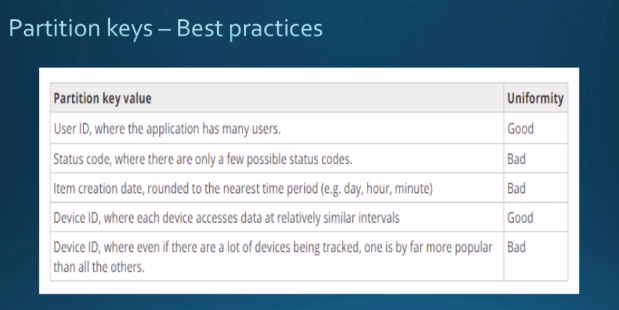 Partition keys – Best practices
Partition key value Uniformity
User ID, where the application has many users. Good
Status code, where there are only a few possible status codes. Bad
Item creation date, rounded to the nearest time period (e.g. day, hour, minute) Bad
Device ID, where each device accesses data at relatively similar intervals Good
Device ID, where even if there are a lot of devices being tracked, one is by far more popular Bad
than all the others.